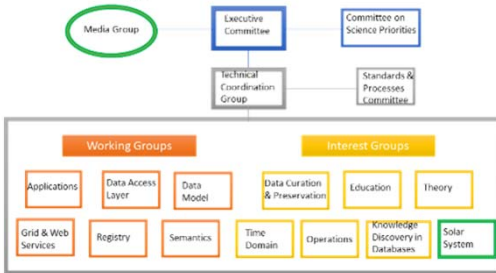 Media Group
Executive
Committee
Committee on
Science Priorities
Technical
Coordination
Group
Standards &
Processes
Committee
Working Groups
Interest Groups
Applications
Data Access
Layer
Data
Model
Data Curation
& Preservation
Education
Theory
Grid & Web
Services
Registry
Semantics
Time
Domain
Operations
Knowledge
Discovery in
Databases
Solar
System